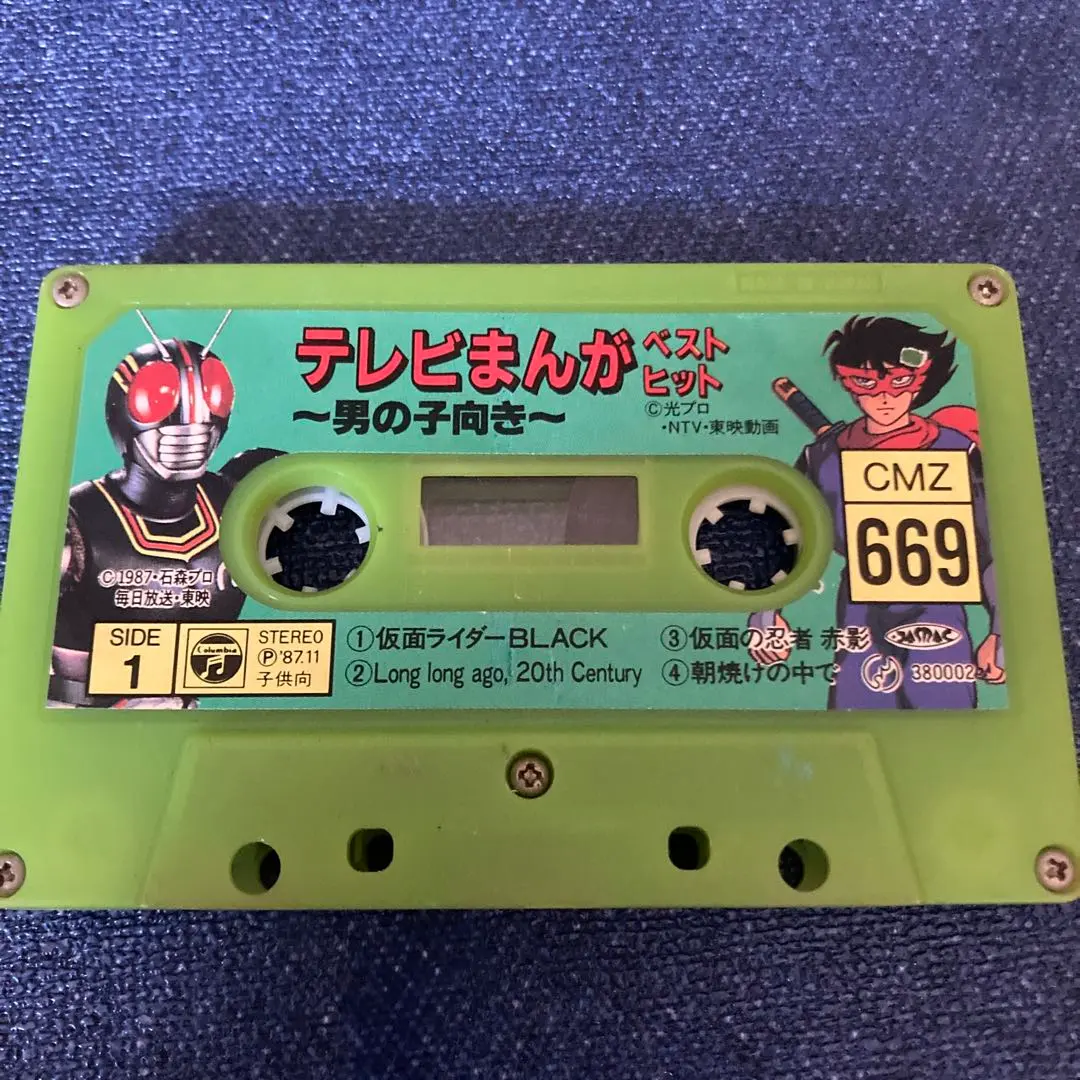 テレビまんが ベスト
ヒット
～男の子向き～
©光プロ
・NTV・東映動画
CMZ
669
©1987・石森プロ
毎日放送・東映
SIDE
1
Columbia
STEREO
Ⓟ'87.11
子供向
①仮面ライダーBLACK
②Long long ago, 20th Century
③仮面の忍者 赤影
④朝焼けの中で
JASRAC